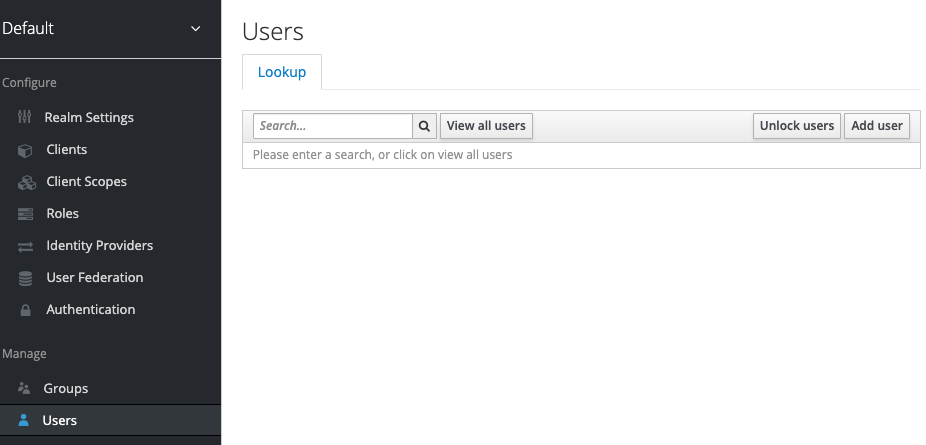 Default
Configure
Realm Settings
Clients
Client Scopes
Roles
Identity Providers
User Federation
Authentication
Manage
Groups
Users
Users
Lookup
Search... View all users Unlock users Add user
Please enter a search, or click on view all users